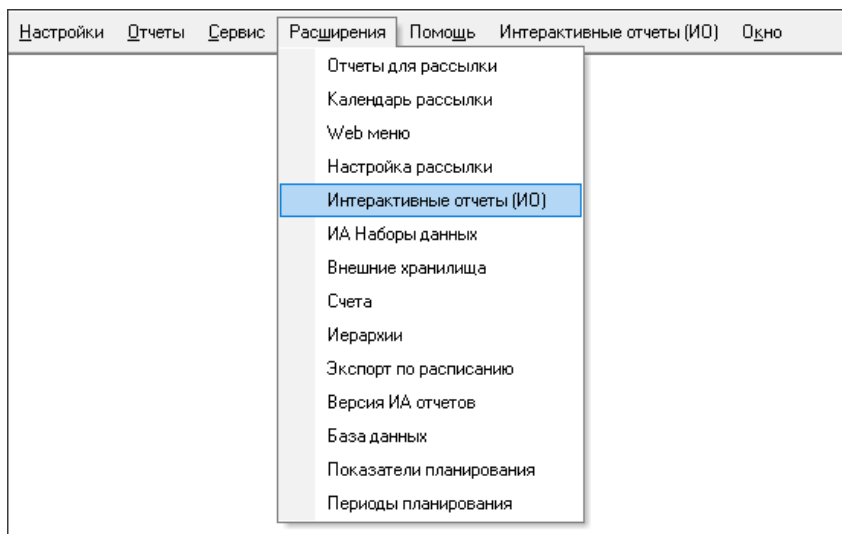 Настройки Отчеты Сервис Расширения Помощь Интерактивные отчеты (ИО) Окно
Отчеты для рассылки
Календарь рассылки
Web меню
Настройка рассылки
Интерактивные отчеты (ИО)
ИА Наборы данных
Внешние хранилища
Счета
Иерархии
Экспорт по расписанию
Версия ИА отчетов
База данных
Показатели планирования
Периоды планирования